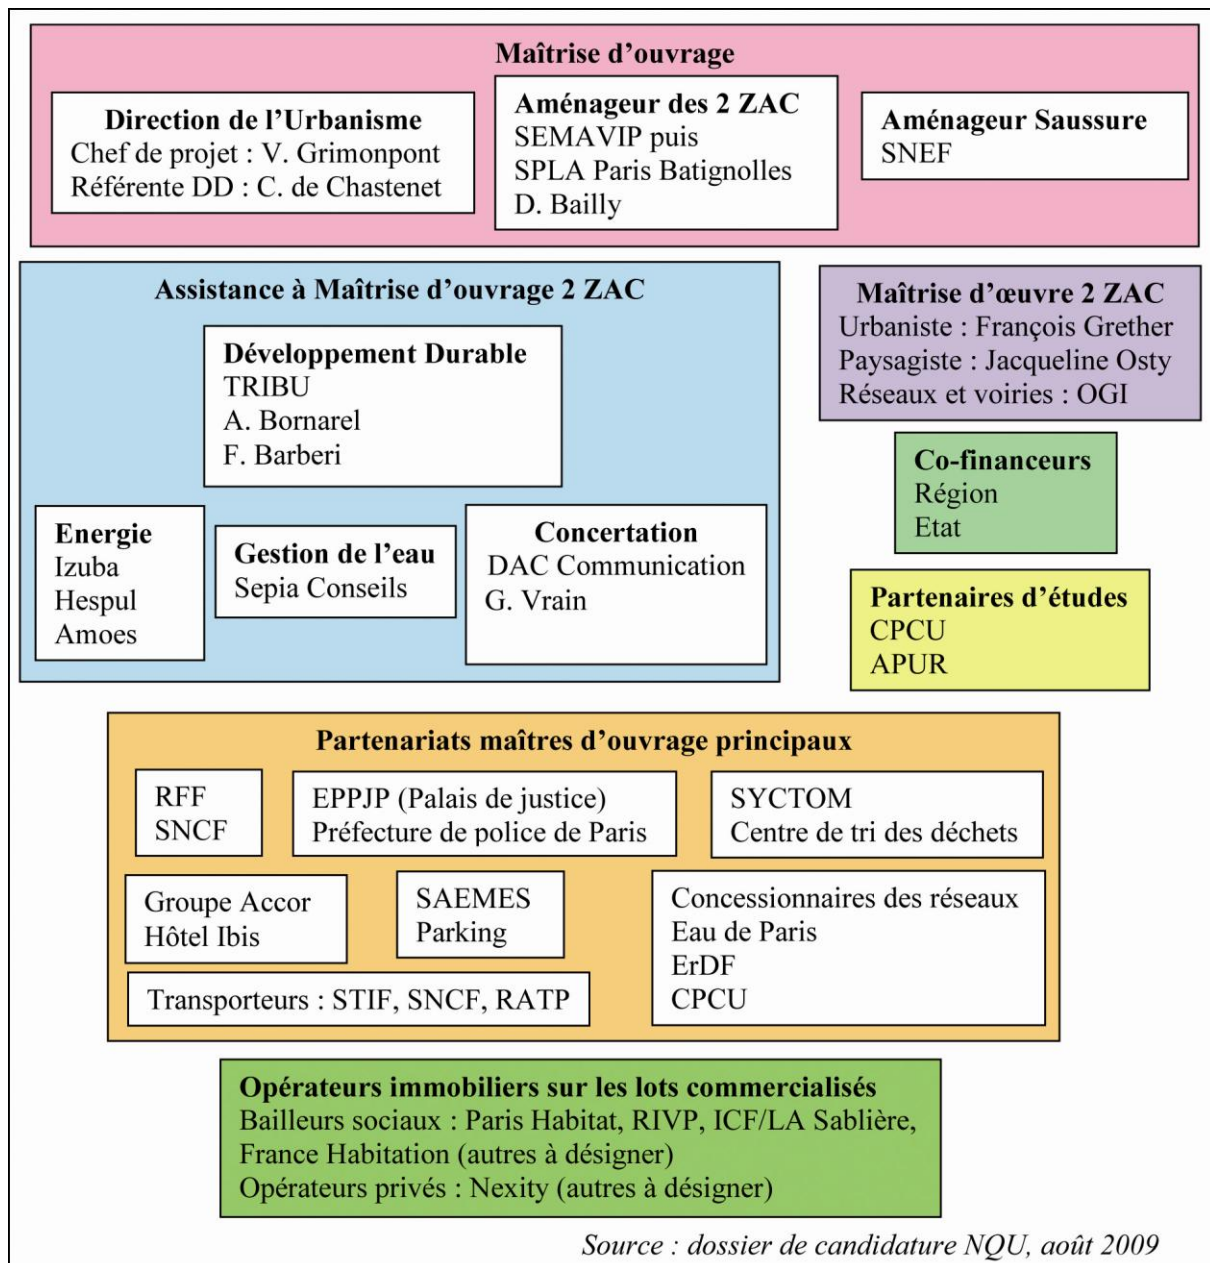 Maîtrise d’ouvrage
Direction de l’Urbanisme
Chef de projet : V. Grimonpont
Référente DD : C. de Chastenet
Aménageur des 2 ZAC
SEMAVIP puis
SPLA Paris Batignolles
D. Bailly
Aménageur Saussure
SNEF
Assistance à Maîtrise d’ouvrage 2 ZAC
Développement Durable
TRIBU
A. Bornarel
F. Barberi
Energie
Izuba
Hespul
Amoes
Gestion de l’eau
Sepia Conseils
Concertation
DAC Communication
G. Vrain
Maîtrise d’œuvre 2 ZAC
Urbaniste : François Grether
Paysagiste : Jacqueline Osty
Réseaux et voiries : OGI
Co-financeurs
Région
Etat
Partenaires d’études
CPCU
APUR
Partenariats maîtres d’ouvrage principaux
RFF
SNCF
EPPJP (Palais de justice)
Préfecture de police de Paris
SYCTOM
Centre de tri des déchets
Groupe Accor
Hôtel Ibis
SAEMES
Parking
Concessionnaires des réseaux
Eau de Paris
ErDF
CPCU
Transporteurs : STIF, SNCF, RATP
Opérateurs immobiliers sur les lots commercialisés
Bailleurs sociaux : Paris Habitat, RIVP, ICF/LA Sablière,
France Habitation (autres à désigner)
Opérateurs privés : Nexity (autres à désigner)
Source : dossier de candidature NQU, août 2009